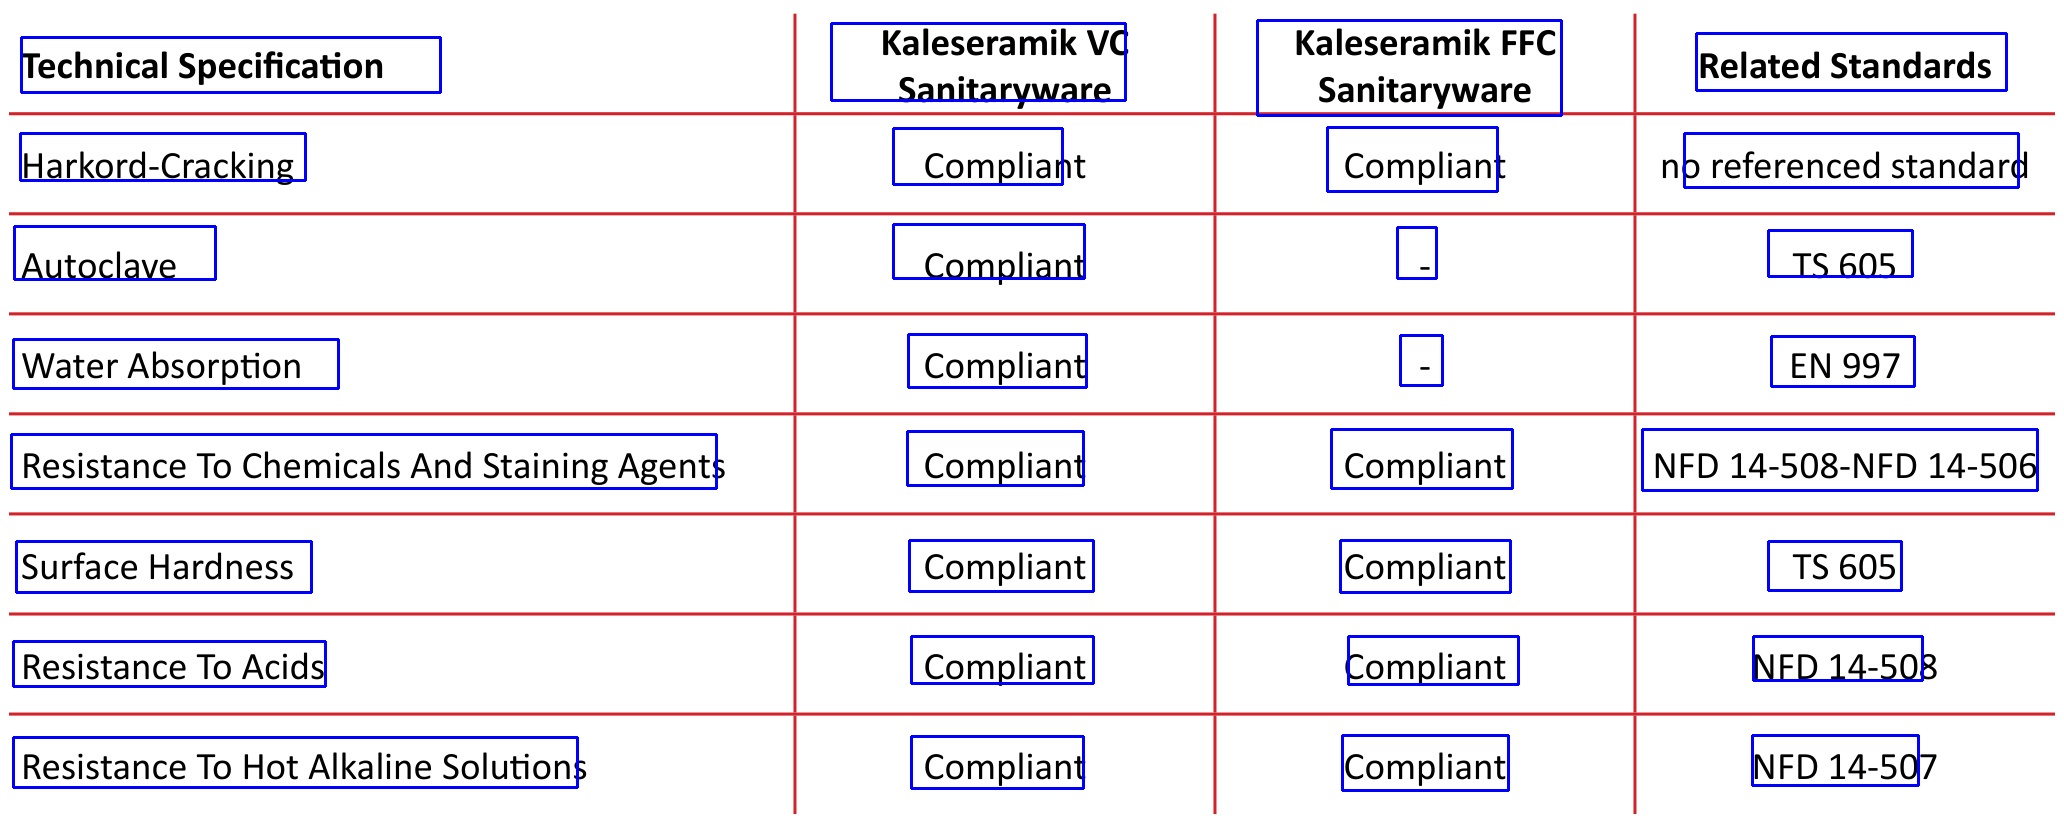 Technical Specification
Kaleseramik VC
Sanitaryware
Kaleseramik FFC
Sanitaryware
Related Standards
Harkord-Cracking
Compliant
Compliant
no referenced standard
Autoclave
Compliant
-
TS 605
Water Absorption
Compliant
-
EN 997
Resistance To Chemicals And Staining Agents
Compliant
Compliant
NFD 14-508-NFD 14-506
Surface Hardness
Compliant
Compliant
TS 605
Resistance To Acids
Compliant
Compliant
NFD 14-508
Resistance To Hot Alkaline Solutions
Compliant
Compliant
NFD 14-507